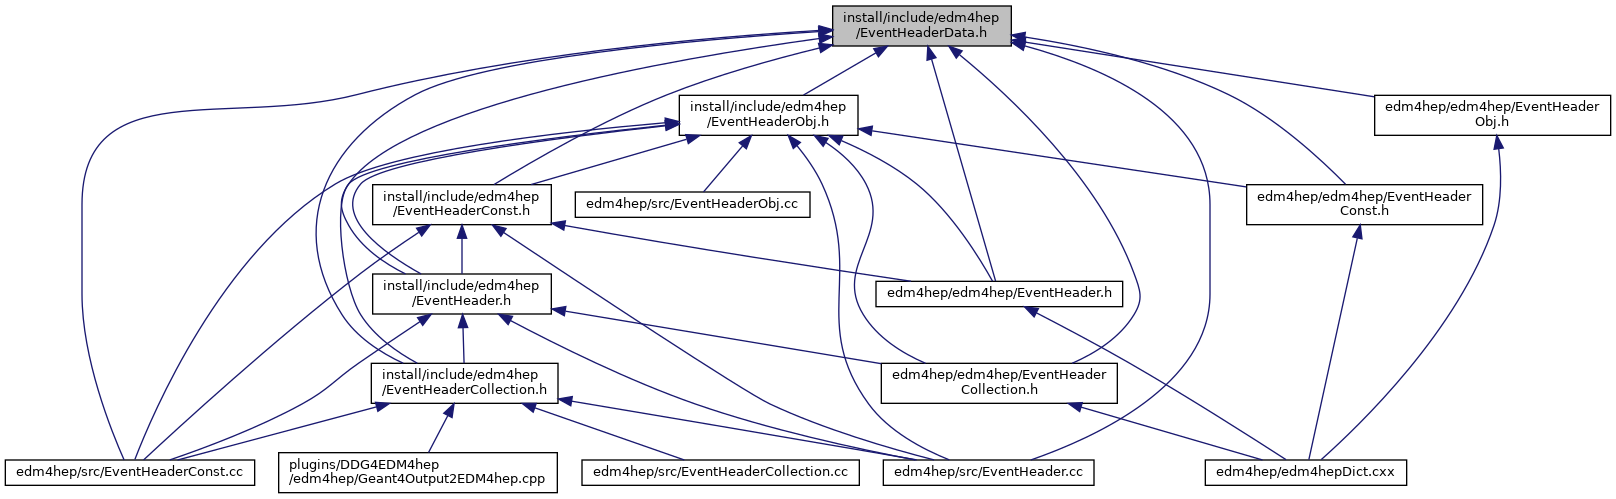 install/include/edm4hep
/EventHeaderData.h
install/include/edm4hep
/EventHeaderObj.h
edm4hep/edm4hep/EventHeader
Obj.h
install/include/edm4hep
/EventHeaderConst.h
edm4hep/src/EventHeaderObj.cc
edm4hep/edm4hep/EventHeader
Const.h
install/include/edm4hep
/EventHeader.h
edm4hep/edm4hep/EventHeader.h
install/include/edm4hep
/EventHeaderCollection.h
edm4hep/edm4hep/EventHeader
Collection.h
edm4hep/src/EventHeaderConst.cc
plugins/DDG4EDM4hep
/edm4hep/Geant4Output2EDM4hep.cpp
edm4hep/src/EventHeaderCollection.cc
edm4hep/src/EventHeader.cc
edm4hep/edm4hepDict.cxx